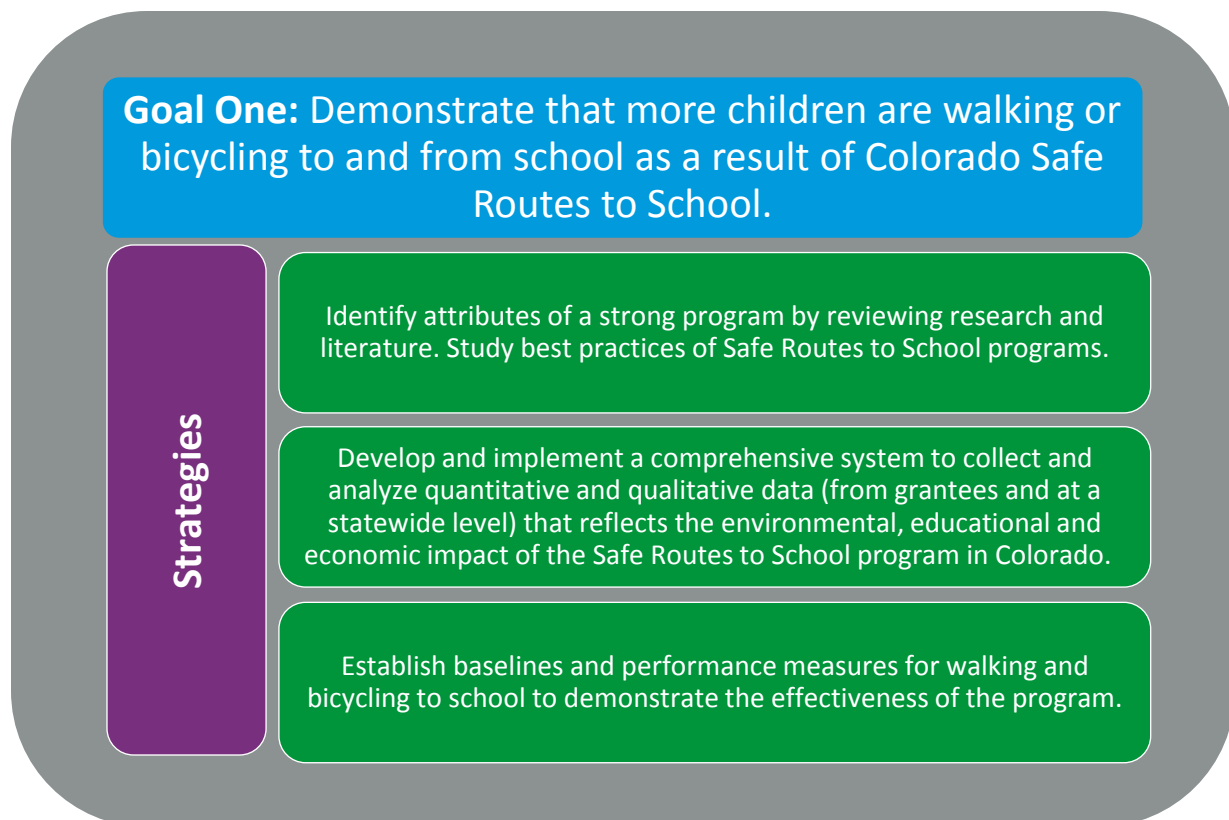 Goal One: Demonstrate that more children are walking or
bicycling to and from school as a result of Colorado Safe
Routes to School.
Strategies
Identify attributes of a strong program by reviewing research and
literature. Study best practices of Safe Routes to School programs.
Develop and implement a comprehensive system to collect and
analyze quantitative and qualitative data (from grantees and at a
statewide level) that reflects the environmental, educational and
economic impact of the Safe Routes to School program in Colorado.
Establish baselines and performance measures for walking and
bicycling to school to demonstrate the effectiveness of the program.